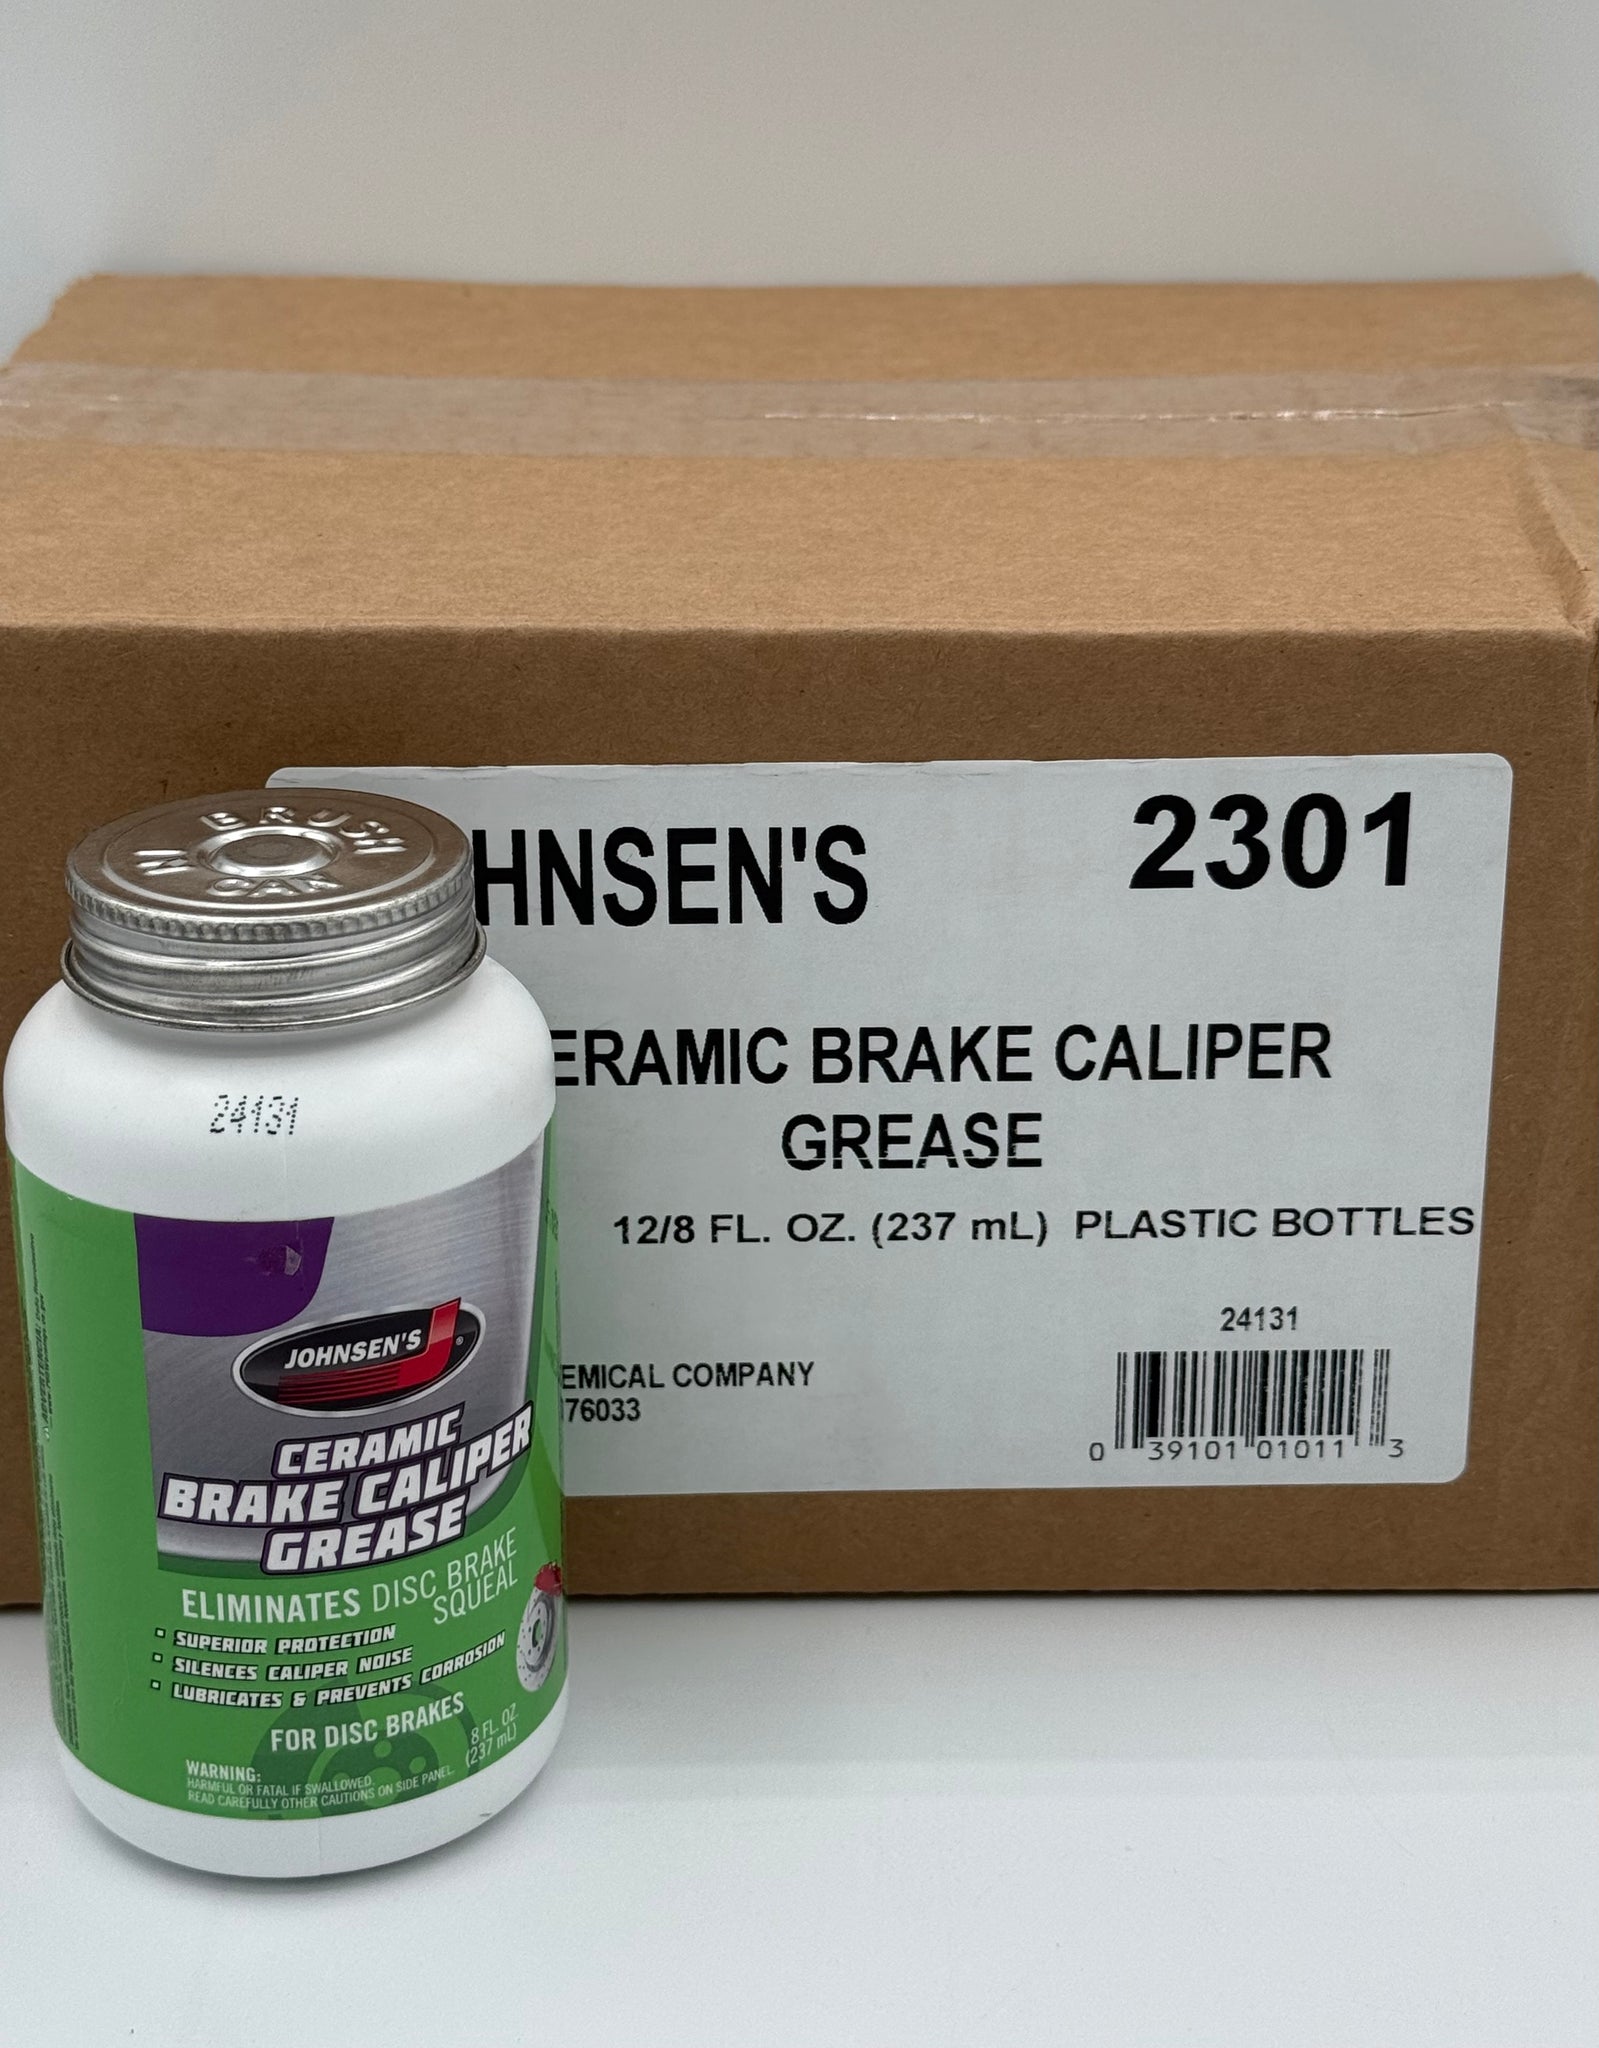 HNSEN'S
2301
ERAMIC BRAKE CALIPER
GREASE
12/8 FL. OZ. (237 mL) PLASTIC BOTTLES
24131
EMICAL COMPANY
76033
0 39101 01011 3
BRUSH
N
CAN
24131
JOHNSEN'S®
CERAMIC
BRAKE CALIPER
GREASE
ELIMINATES DISC BRAKE
SQUEAL
SUPERIOR PROTECTION
SILENCES CALIPER NOISE
LUBRICATES & PREVENTS CORROSION
FOR DISC BRAKES
8 FL. OZ.
(237 mL)
WARNING:
HARMFUL OR FATAL IF SWALLOWED.
READ CAREFULLY OTHER CAUTIONS ON SIDE PANEL.